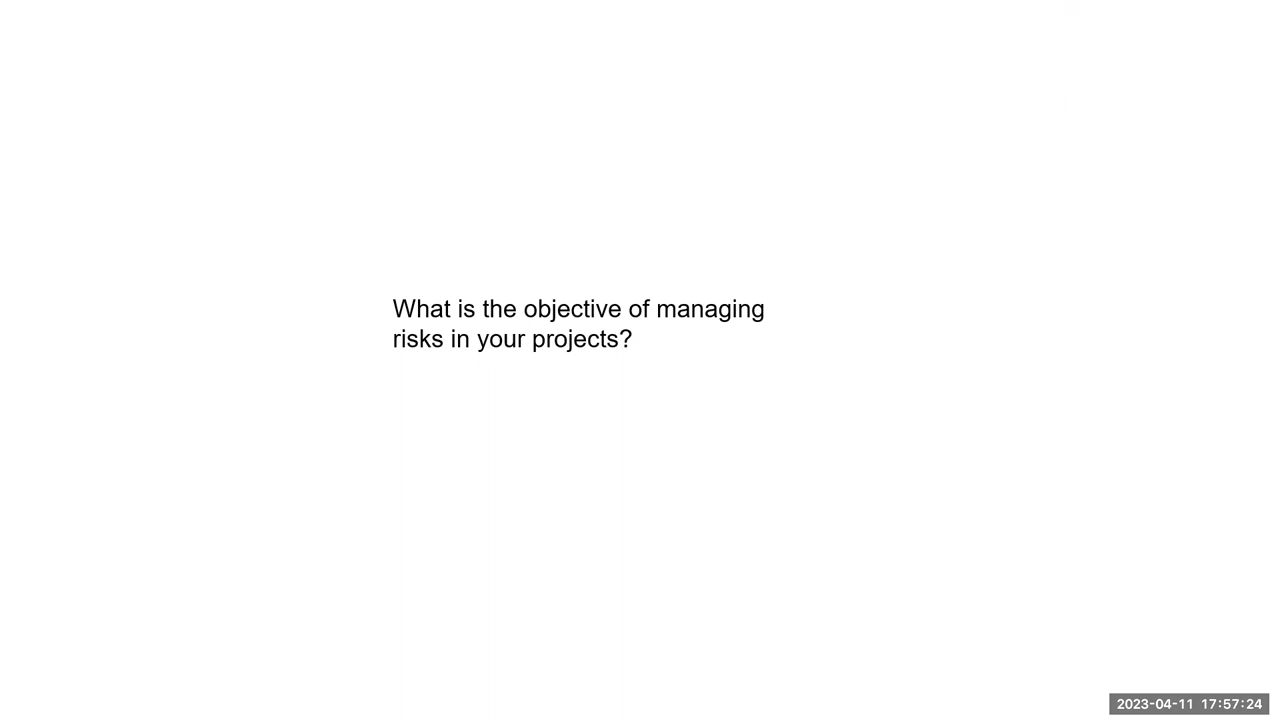 What is the objective of managing
risks in your projects?
2023-04-11 17:57:24